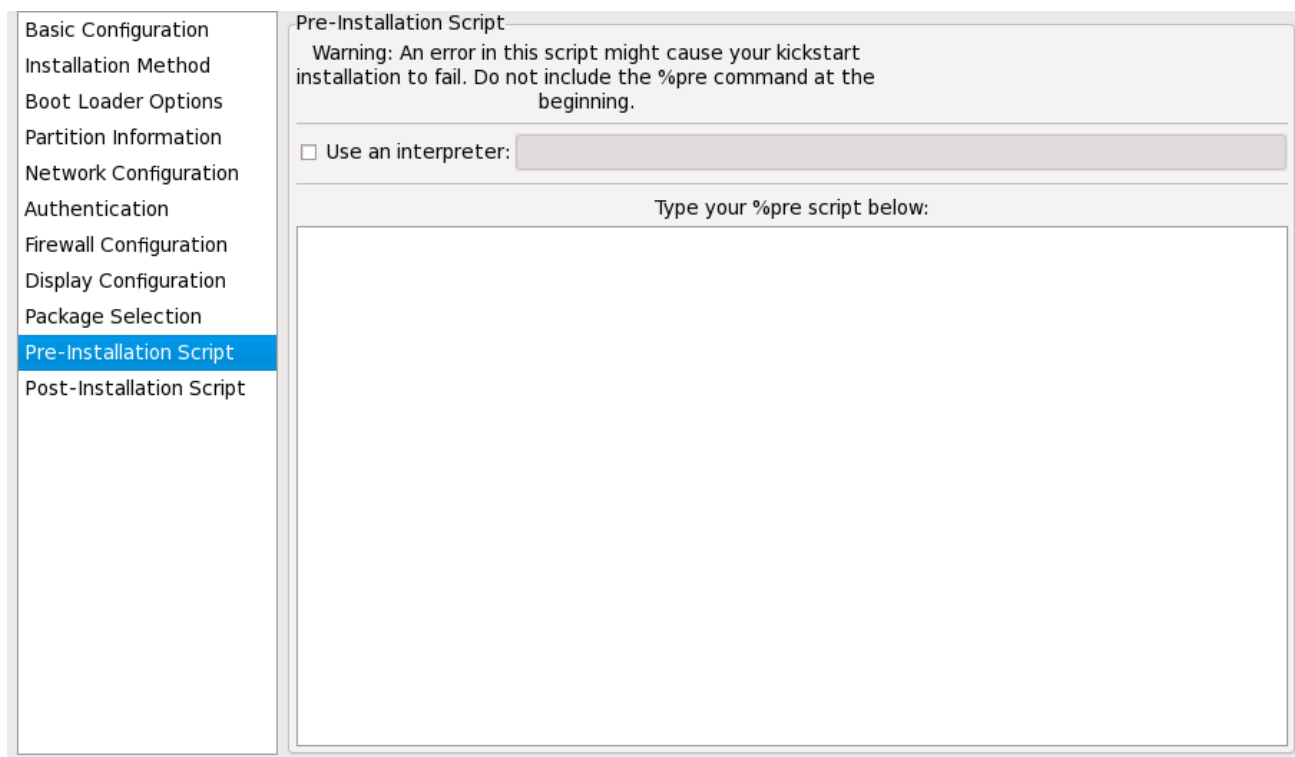 Basic Configuration
Installation Method
Boot Loader Options
Partition Information
Network Configuration
Authentication
Firewall Configuration
Display Configuration
Package Selection
Pre-Installation Script
Post-Installation Script
Pre-Installation Script
Warning: An error in this script might cause your kickstart
installation to fail. Do not include the %pre command at the
beginning.
Use an interpreter:
Type your %pre script below: